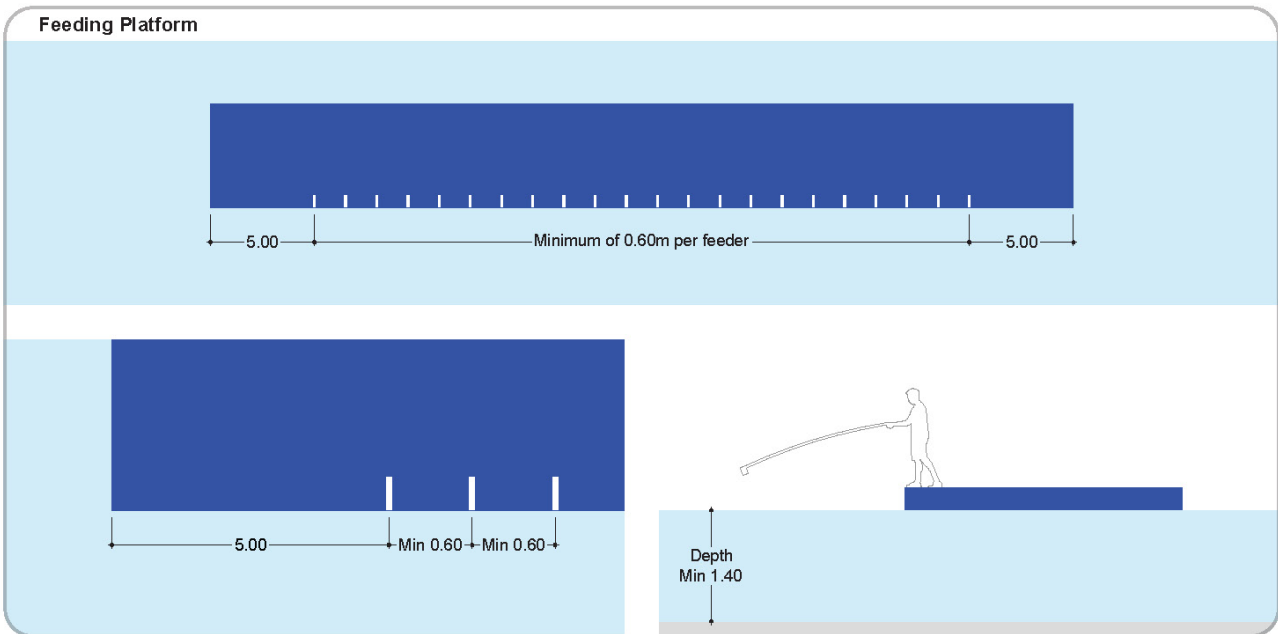 Feeding Platform
5.00
Minimum of 0.60m per feeder
5.00
5.00
Min 0.60
Min 0.60
Depth
Min 1.40